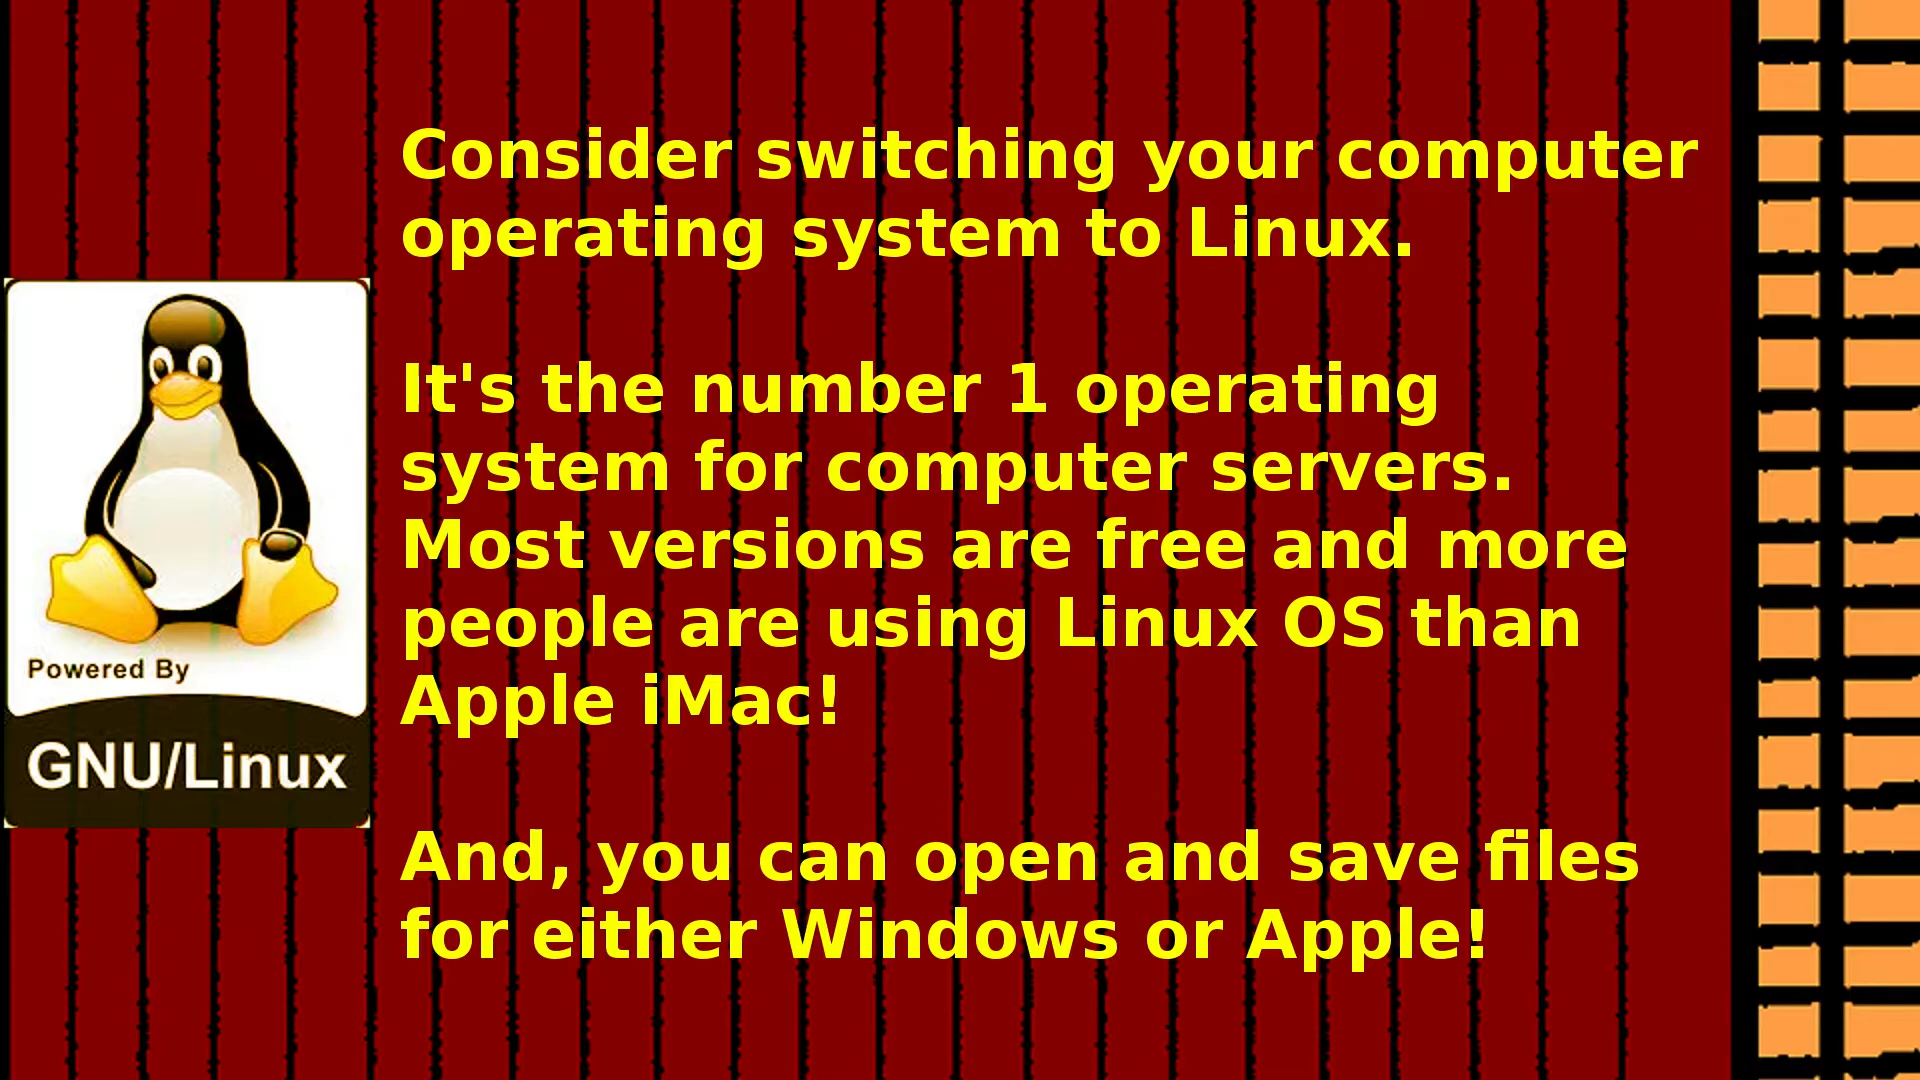 Consider switching your computer
operating system to Linux.
It's the number 1 operating
system for computer servers.
Most versions are free and more
people are using Linux OS than
Apple iMac!
And, you can open and save files
for either Windows or Apple!
Powered By
GNU/Linux